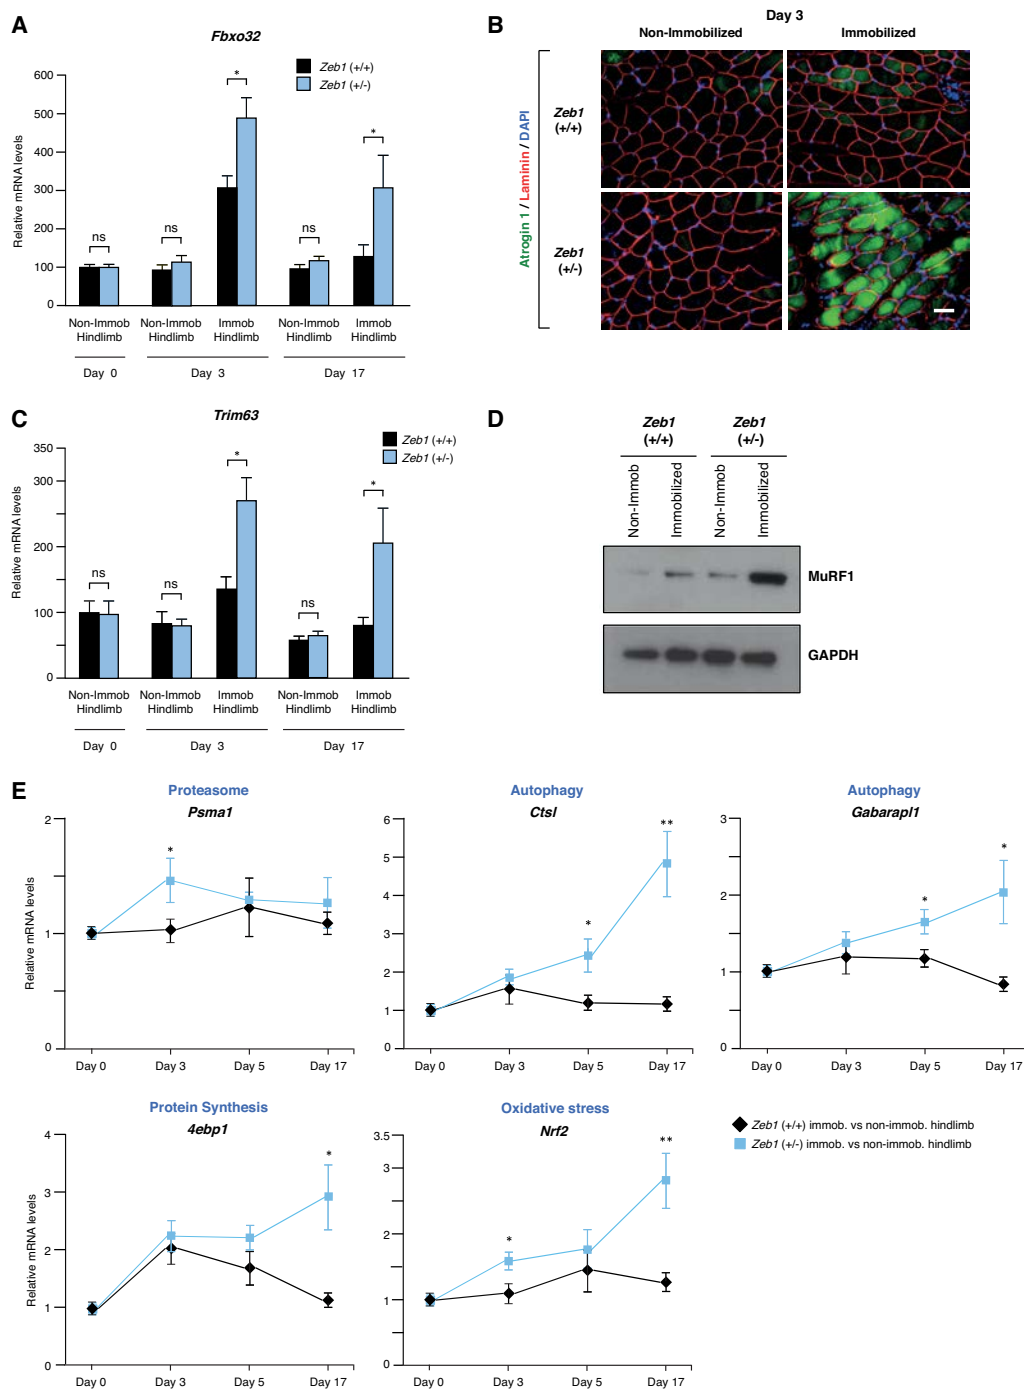 A
Fbxo32
Zeb1 (+/+)
Zeb1 (+/-)
Relative mRNA levels
600
500
400
300
200
100
0
ns
ns
*
ns
*
Non-Immob Hindlimb
Non-Immob Hindlimb
Immob Hindlimb
Non-Immob Hindlimb
Immob Hindlimb
Day 0
Day 3
Day 17
B
Day 3
Non-Immobilized
Immobilized
Atrogin 1 / Laminin / DAPI
Zeb1
(+/+)
Zeb1
(+/-)
C
Trim63
Zeb1 (+/+)
Zeb1 (+/-)
Relative mRNA levels
350
300
200
100
0
ns
ns
*
ns
*
Non-Immob Hindlimb
Non-Immob Hindlimb
Immob Hindlimb
Non-Immob Hindlimb
Immob Hindlimb
Day 0
Day 3
Day 17
D
Zeb1
(+/+)
Zeb1
(+/-)
Non-Immob
Immobilized
Non-Immob
Immobilized
MuRF1
GAPDH
E
Proteasome
Psma1
Relative mRNA levels
2
1
0
*
Day 0
Day 3
Day 5
Day 17
Autophagy
Ctsl
6
5
4
3
2
1
0
*
**
Day 0
Day 3
Day 5
Day 17
Autophagy
Gabarapl1
3
2
1
0
*
*
Day 0
Day 3
Day 5
Day 17
Protein Synthesis
4ebp1
Relative mRNA levels
4
3
2
1
0
*
Day 0
Day 3
Day 5
Day 17
Oxidative stress
Nrf2
3.5
3
2
1
0
*
**
Day 0
Day 3
Day 5
Day 17
Zeb1 (+/+) immob. vs non-immob. hindlimb
Zeb1 (+/-) immob. vs non-immob. hindlimb